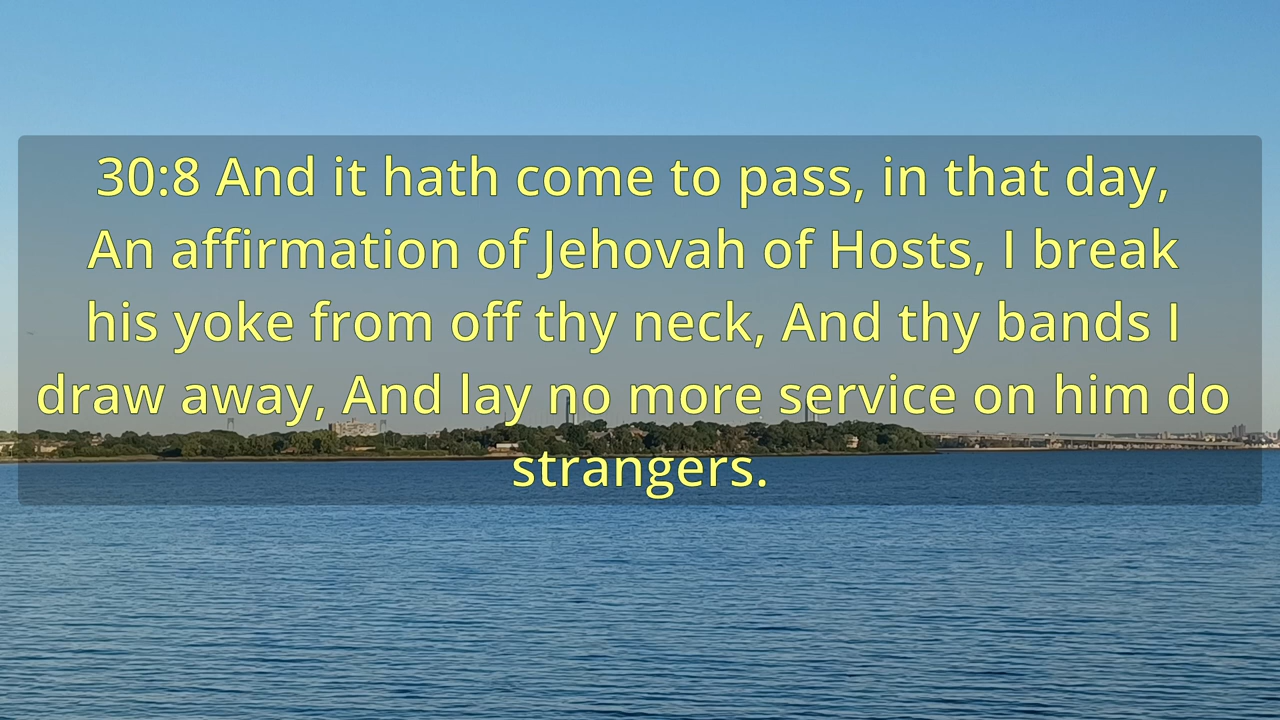 30:8 And it hath come to pass, in that day,
An affirmation of Jehovah of Hosts, I break
his yoke from off thy neck, And thy bands I
draw away, And lay no more service on him do
strangers.